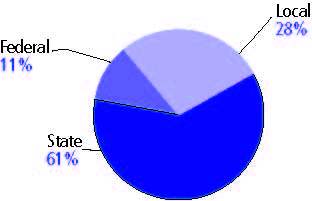 Local
28%
Federal
11%
State
61%